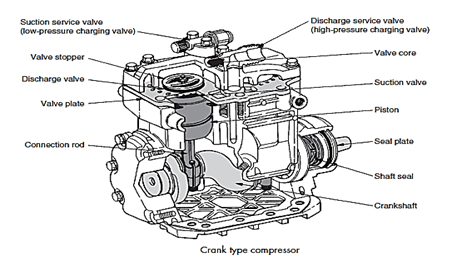 Suction service valve
(low-pressure charging valve)
Discharge service valve
(high-pressure charging valve)
Valve stopper
Valve core
Discharge valve
Suction valve
Valve plate
Piston
Connection rod
Seal plate
Shaft seal
Crankshaft
Crank type compressor